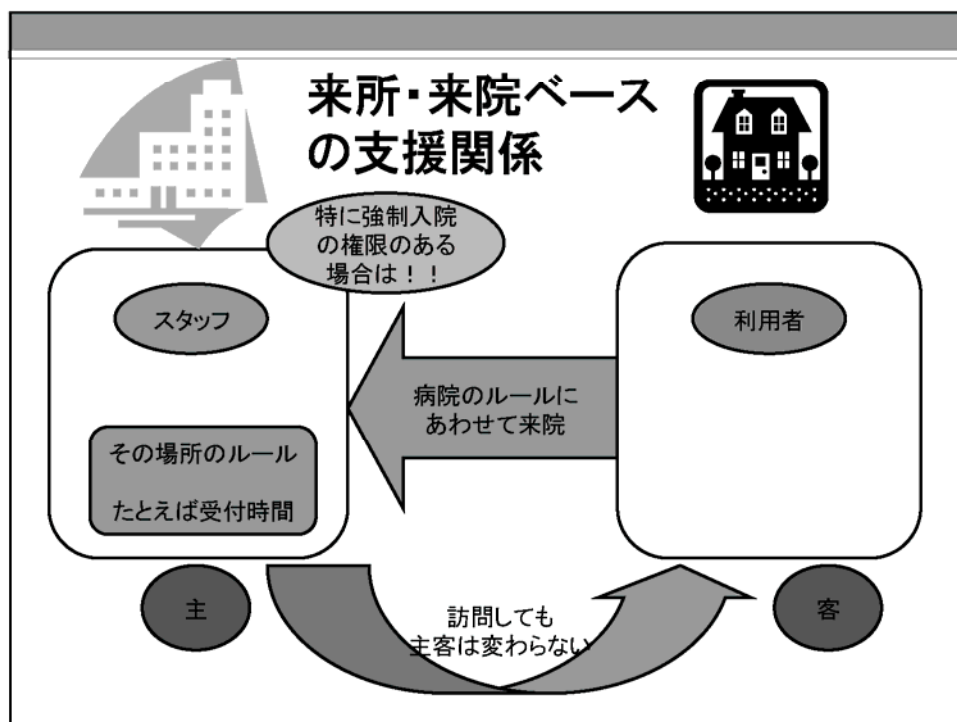 来所・来院ベース
の支援関係
特に強制入院
の権限のある
場合は！！
スタッフ
利用者
病院のルールに
あわせて来院
その場所のルール
たとえば受付時間
主
客
訪問しても
主客は変わらない